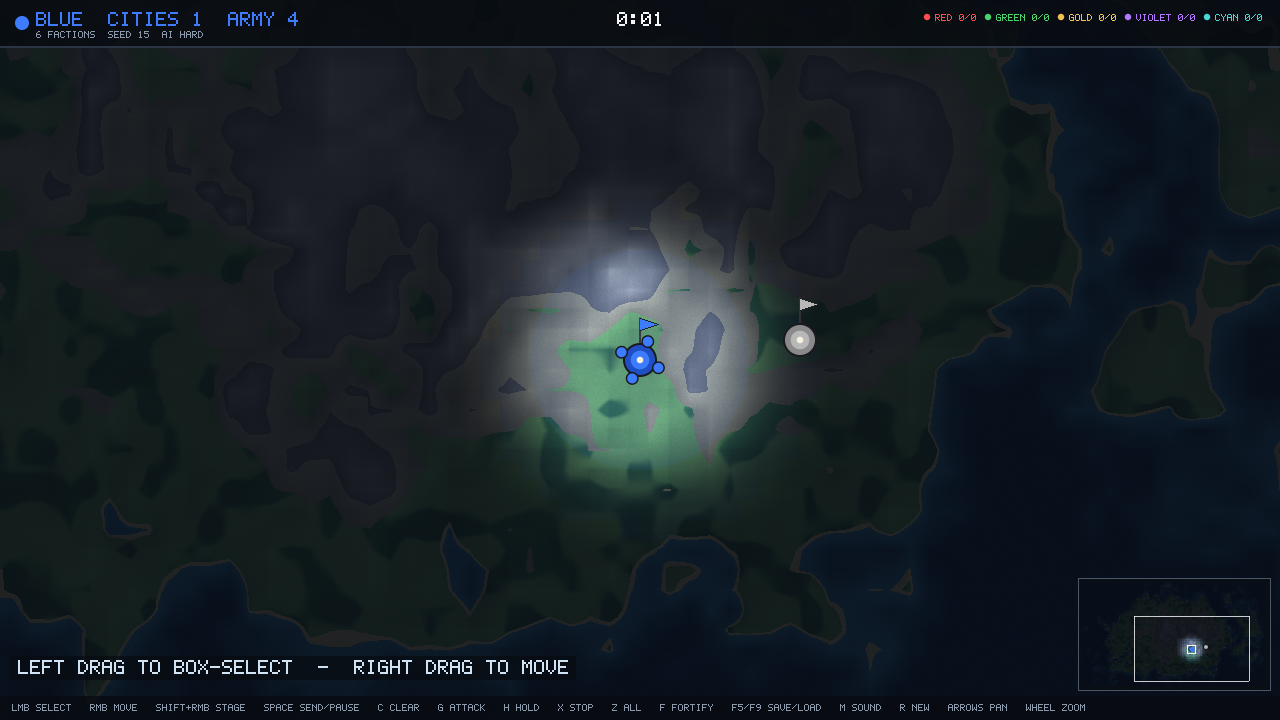 BLUE CITIES 1 ARMY 4
6 FACTIONS SEED 15 AI HARD
0:01
RED 0/0 GREEN 0/0 GOLD 0/0 VIOLET 0/0 CYAN 0/0
LEFT DRAG TO BOX-SELECT - RIGHT DRAG TO MOVE
LMB SELECT RMB MOVE SHIFT+RMB STAGE SPACE SEND/PAUSE C CLEAR G ATTACK H HOLD X STOP Z ALL F FORTIFY F5/F9 SAVE/LOAD M SOUND R NEW ARROWS PAN WHEEL ZOOM